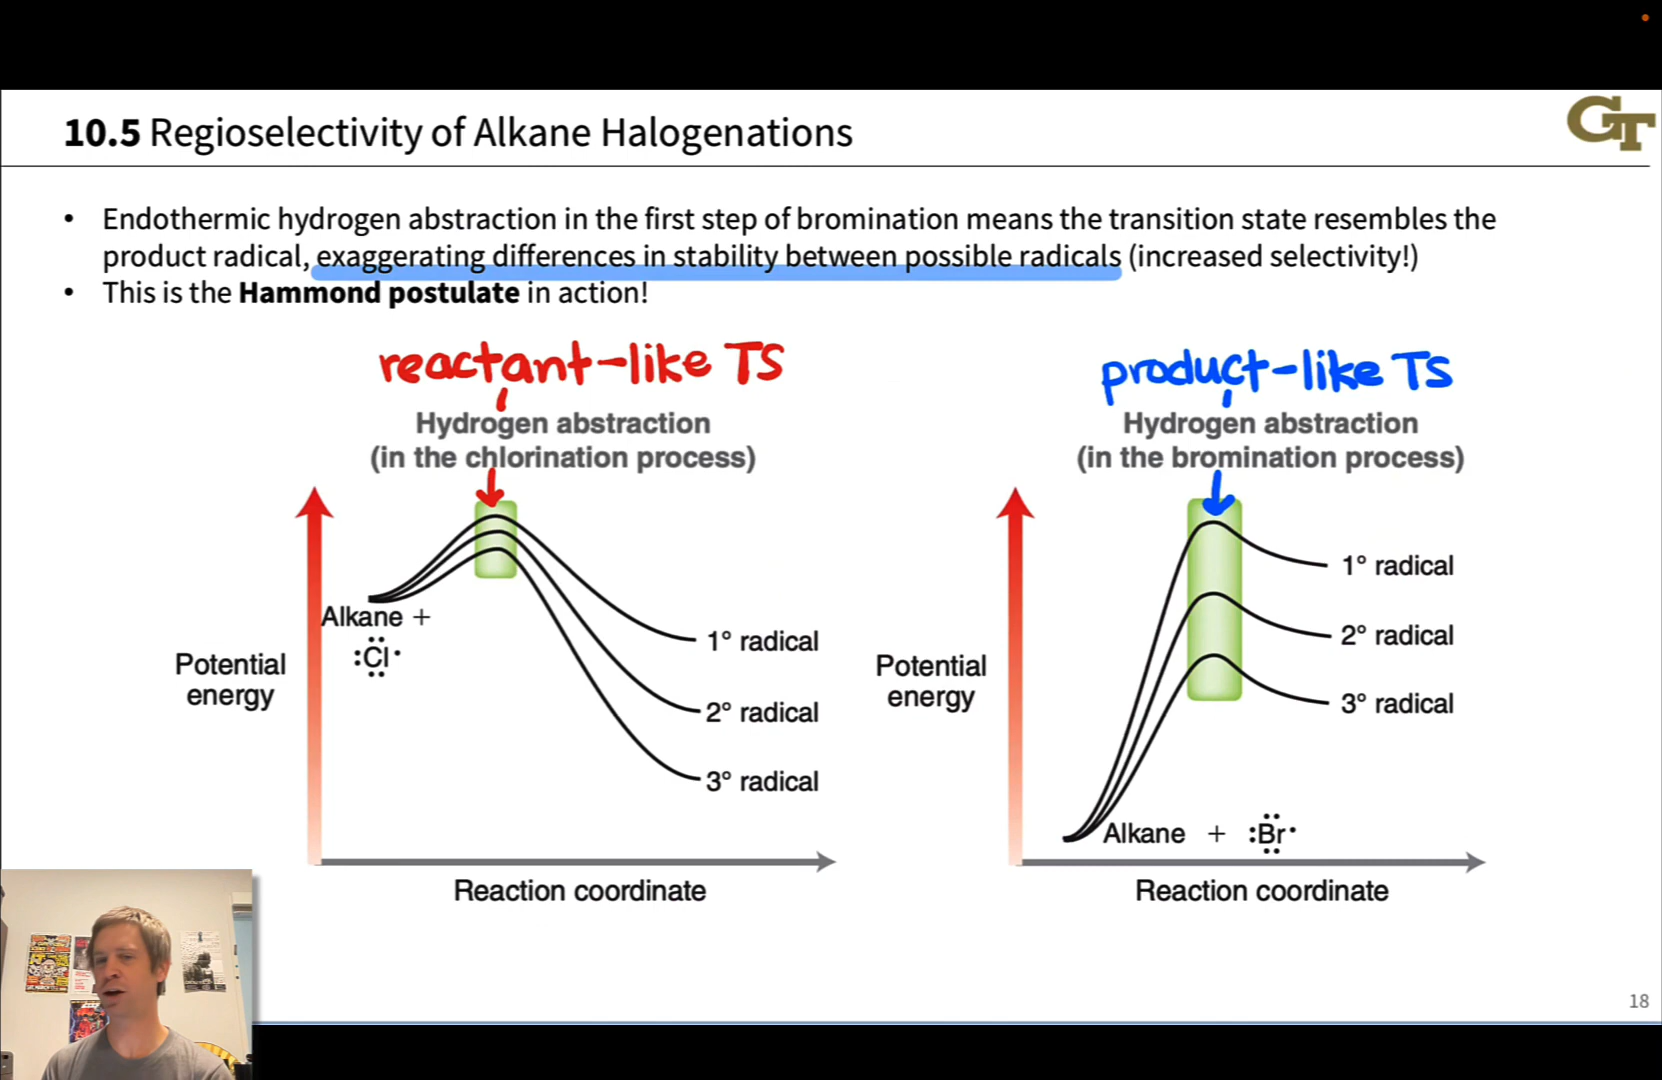 10.5 Regioselectivity of Alkane Halogenations
GT
• Endothermic hydrogen abstraction in the first step of bromination means the transition state resembles the
product radical, exaggerating differences in stability between possible radicals (increased selectivity!)
• This is the Hammond postulate in action!
reactant-like TS
Hydrogen abstraction
(in the chlorination process)
Alkane +
:Cl·
Potential
energy
1° radical
2° radical
3° radical
Reaction coordinate
product-like TS
Hydrogen abstraction
(in the bromination process)
Potential
energy
1° radical
2° radical
3° radical
Alkane + :Br·
Reaction coordinate
18